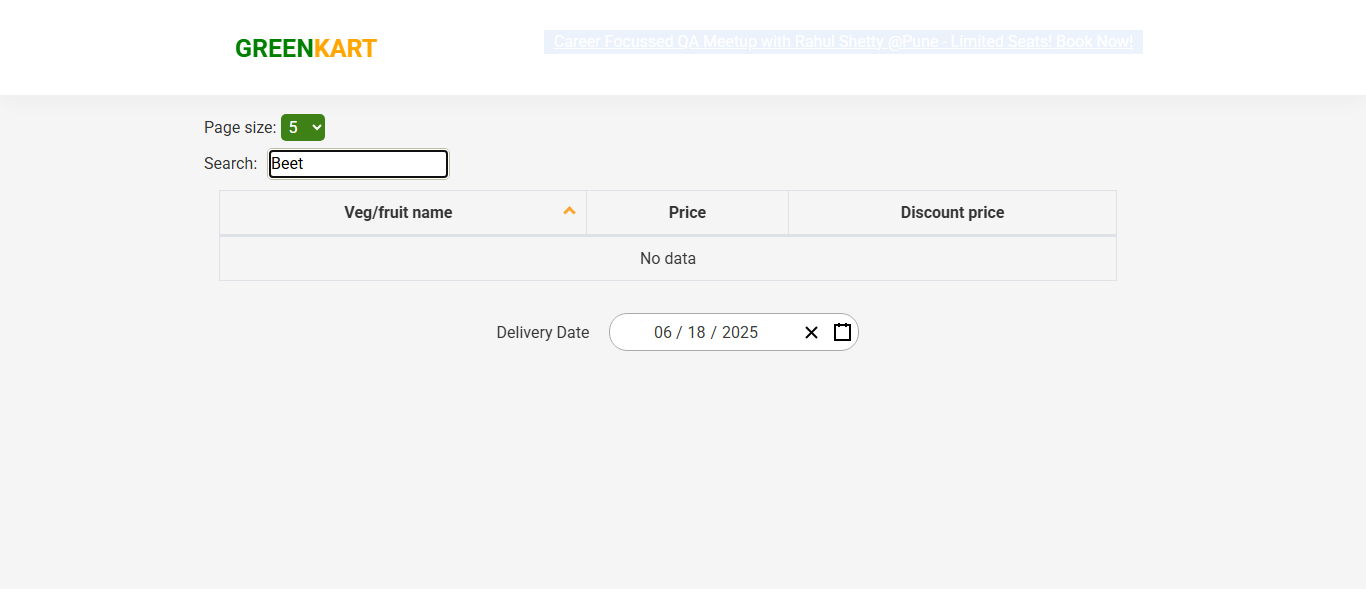 GREENKART
Career Focussed QA Meetup with Rahul Shetty @Pune - Limited Seats! Book Now!
Page size: 5
Search: Beet
Veg/fruit name Price Discount price
No data
Delivery Date 06 / 18 / 2025